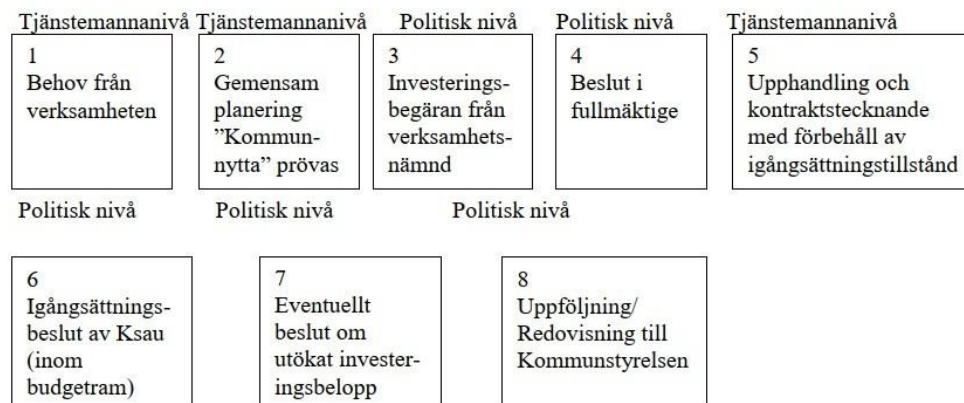 Tjänstemannanivå Tjänstemannanivå Politisk nivå Politisk nivå Tjänstemannanivå
1
Behov från
verksamheten
2
Gemensam
planering
”Kommun-
nytta” prövas
3
Investerings-
begäran från
verksamhets-
nämnd
4
Beslut i
fullmäktige
5
Upphandling och
kontraktstecknande
med förbehåll av
igångsättningstillstånd
Politisk nivå Politisk nivå Politisk nivå
6
Igångsättnings-
beslut av Ksau
(inom
budgetram)
7
Eventuellt
beslut om
utökat invester-
ingsbelopp
8
Uppföljning/
Redovisning till
Kommunstyrelsen